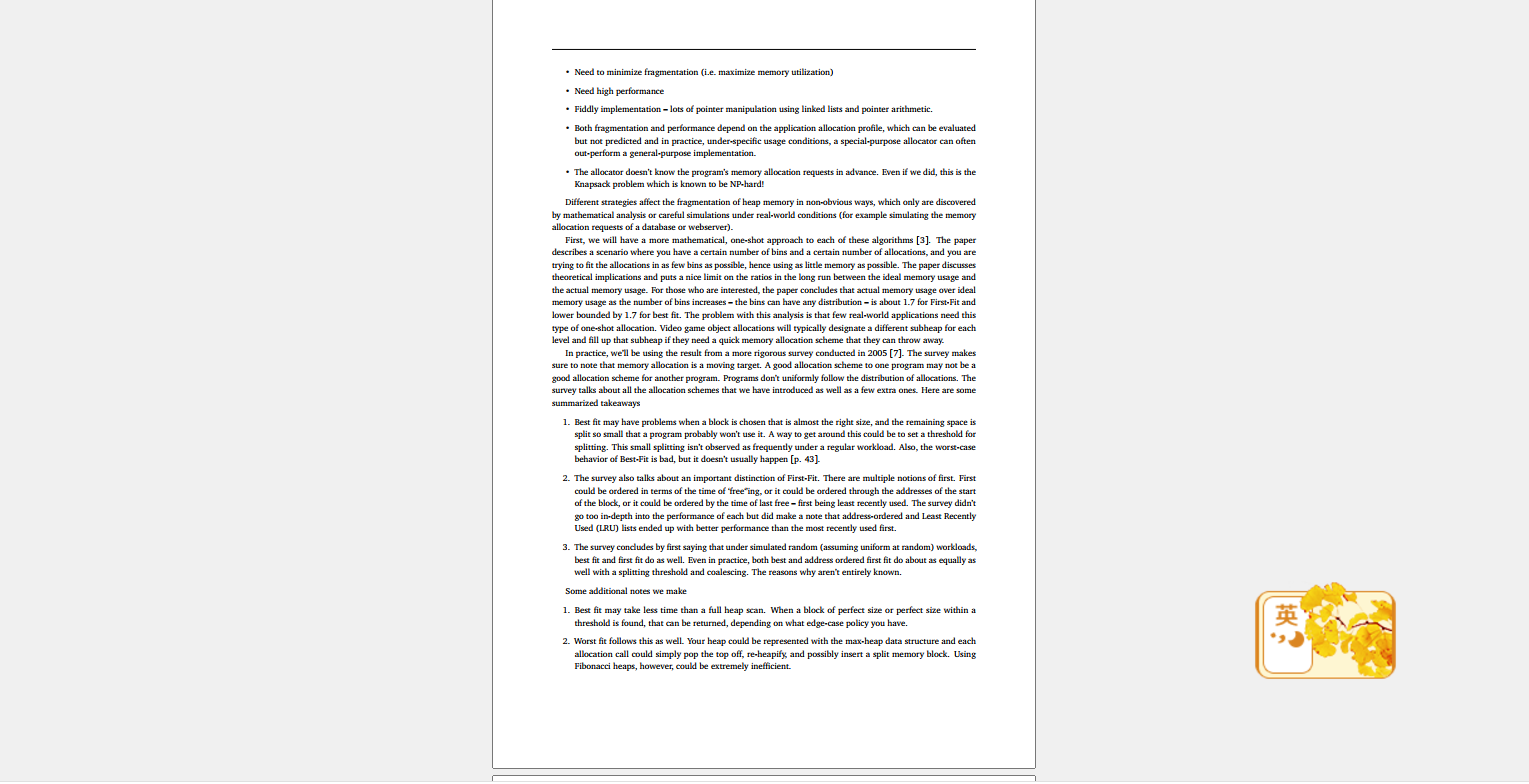 • Need to minimize fragmentation (i.e. maximize memory utilization)
• Need high performance
• Fiddly implementation – lots of pointer manipulation using linked lists and pointer arithmetic.
• Both fragmentation and performance depend on the application allocation profile, which can be evaluated
but not predicted and in practice, under-specific usage conditions, a special-purpose allocator can often
out-perform a general-purpose implementation.
• The allocator doesn't know the program's memory allocation requests in advance. Even if we did, this is the
Knapsack problem which is known to be NP-hard!
Different strategies affect the fragmentation of heap memory in non-obvious ways, which only are discovered
by mathematical analysis or careful simulations under real-world conditions (for example simulating the memory
allocation requests of a database or webserver).
First, we will have a more mathematical, one-shot approach to each of these algorithms [3]. The paper
describes a scenario where you have a certain number of bins and a certain number of allocations, and you are
trying to fit the allocations in as few bins as possible, hence using as little memory as possible. The paper discusses
theoretical implications and puts a nice limit on the ratios in the long run between the ideal memory usage and
the actual memory usage. For those who are interested, the paper concludes that actual memory usage over ideal
memory usage as the number of bins increases – the bins can have any distribution – is about 1.7 for First-Fit and
lower bounded by 1.7 for best fit. The problem with this analysis is that few real-world applications need this
type of one-shot allocation. Video game object allocations will typically designate a different subheap for each
level and fill up that subheap if they need a quick memory allocation scheme that they can throw away.
In practice, we'll be using the result from a more rigorous survey conducted in 2005 [7]. The survey makes
sure to note that memory allocation is a moving target. A good allocation scheme to one program may not be a
good allocation scheme for another program. Programs don't uniformly follow the distribution of allocations. The
survey talks about all the allocation schemes that we have introduced as well as a few extra ones. Here are some
summarized takeaways
1. Best fit may have problems when a block is chosen that is almost the right size, and the remaining space is
split so small that a program probably won't use it. A way to get around this could be to set a threshold for
splitting. This small splitting isn't observed as frequently under a regular workload. Also, the worst-case
behavior of Best-Fit is bad, but it doesn't usually happen [p. 43].
2. The survey also talks about an important distinction of First-Fit. There are multiple notions of first. First
could be ordered in terms of the time of 'free''ing, or it could be ordered through the addresses of the start
of the block, or it could be ordered by the time of last free – first being least recently used. The survey didn't
go too in-depth into the performance of each but did make a note that address-ordered and Least Recently
Used (LRU) lists ended up with better performance than the most recently used first.
3. The survey concludes by first saying that under simulated random (assuming uniform at random) workloads,
best fit and first fit do as well. Even in practice, both best and address ordered first fit do about as equally as
well with a splitting threshold and coalescing. The reasons why aren't entirely known.
Some additional notes we make
1. Best fit may take less time than a full heap scan. When a block of perfect size or perfect size within a
threshold is found, that can be returned, depending on what edge-case policy you have.
2. Worst fit follows this as well. Your heap could be represented with the max-heap data structure and each
allocation call could simply pop the top off, re-heapify, and possibly insert a split memory block. Using
Fibonacci heaps, however, could be extremely inefficient.
英